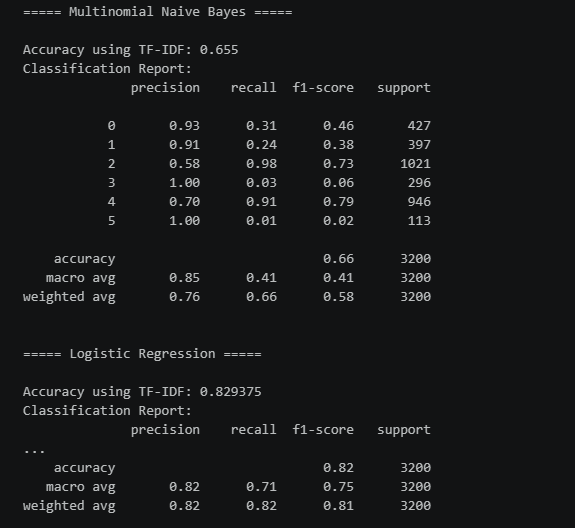 ===== Multinomial Naive Bayes =====
Accuracy using TF-IDF: 0.655
Classification Report:
precision recall f1-score support
0 0.93 0.31 0.46 427
1 0.91 0.24 0.38 397
2 0.58 0.98 0.73 1021
3 1.00 0.03 0.06 296
4 0.70 0.91 0.79 946
5 1.00 0.01 0.02 113
accuracy 0.66 3200
macro avg 0.85 0.41 0.41 3200
weighted avg 0.76 0.66 0.58 3200
===== Logistic Regression =====
Accuracy using TF-IDF: 0.829375
Classification Report:
precision recall f1-score support
...
accuracy 0.82 3200
macro avg 0.82 0.71 0.75 3200
weighted avg 0.82 0.82 0.81 3200